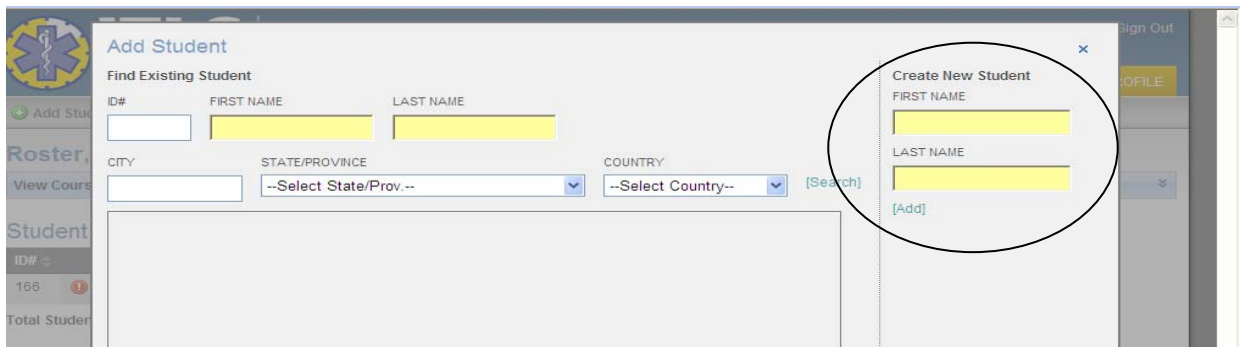 Sign Out
Add Student
×
Find Existing Student
Create New Student
ID#
FIRST NAME
LAST NAME
FIRST NAME
OFILE
Add Stud
Roster,
CITY
STATE/PROVINCE
COUNTRY
LAST NAME
--Select State/Prov.--
--Select Country--
[Search]
View Cours
[Add]
Student
ID#
166
Total Studen